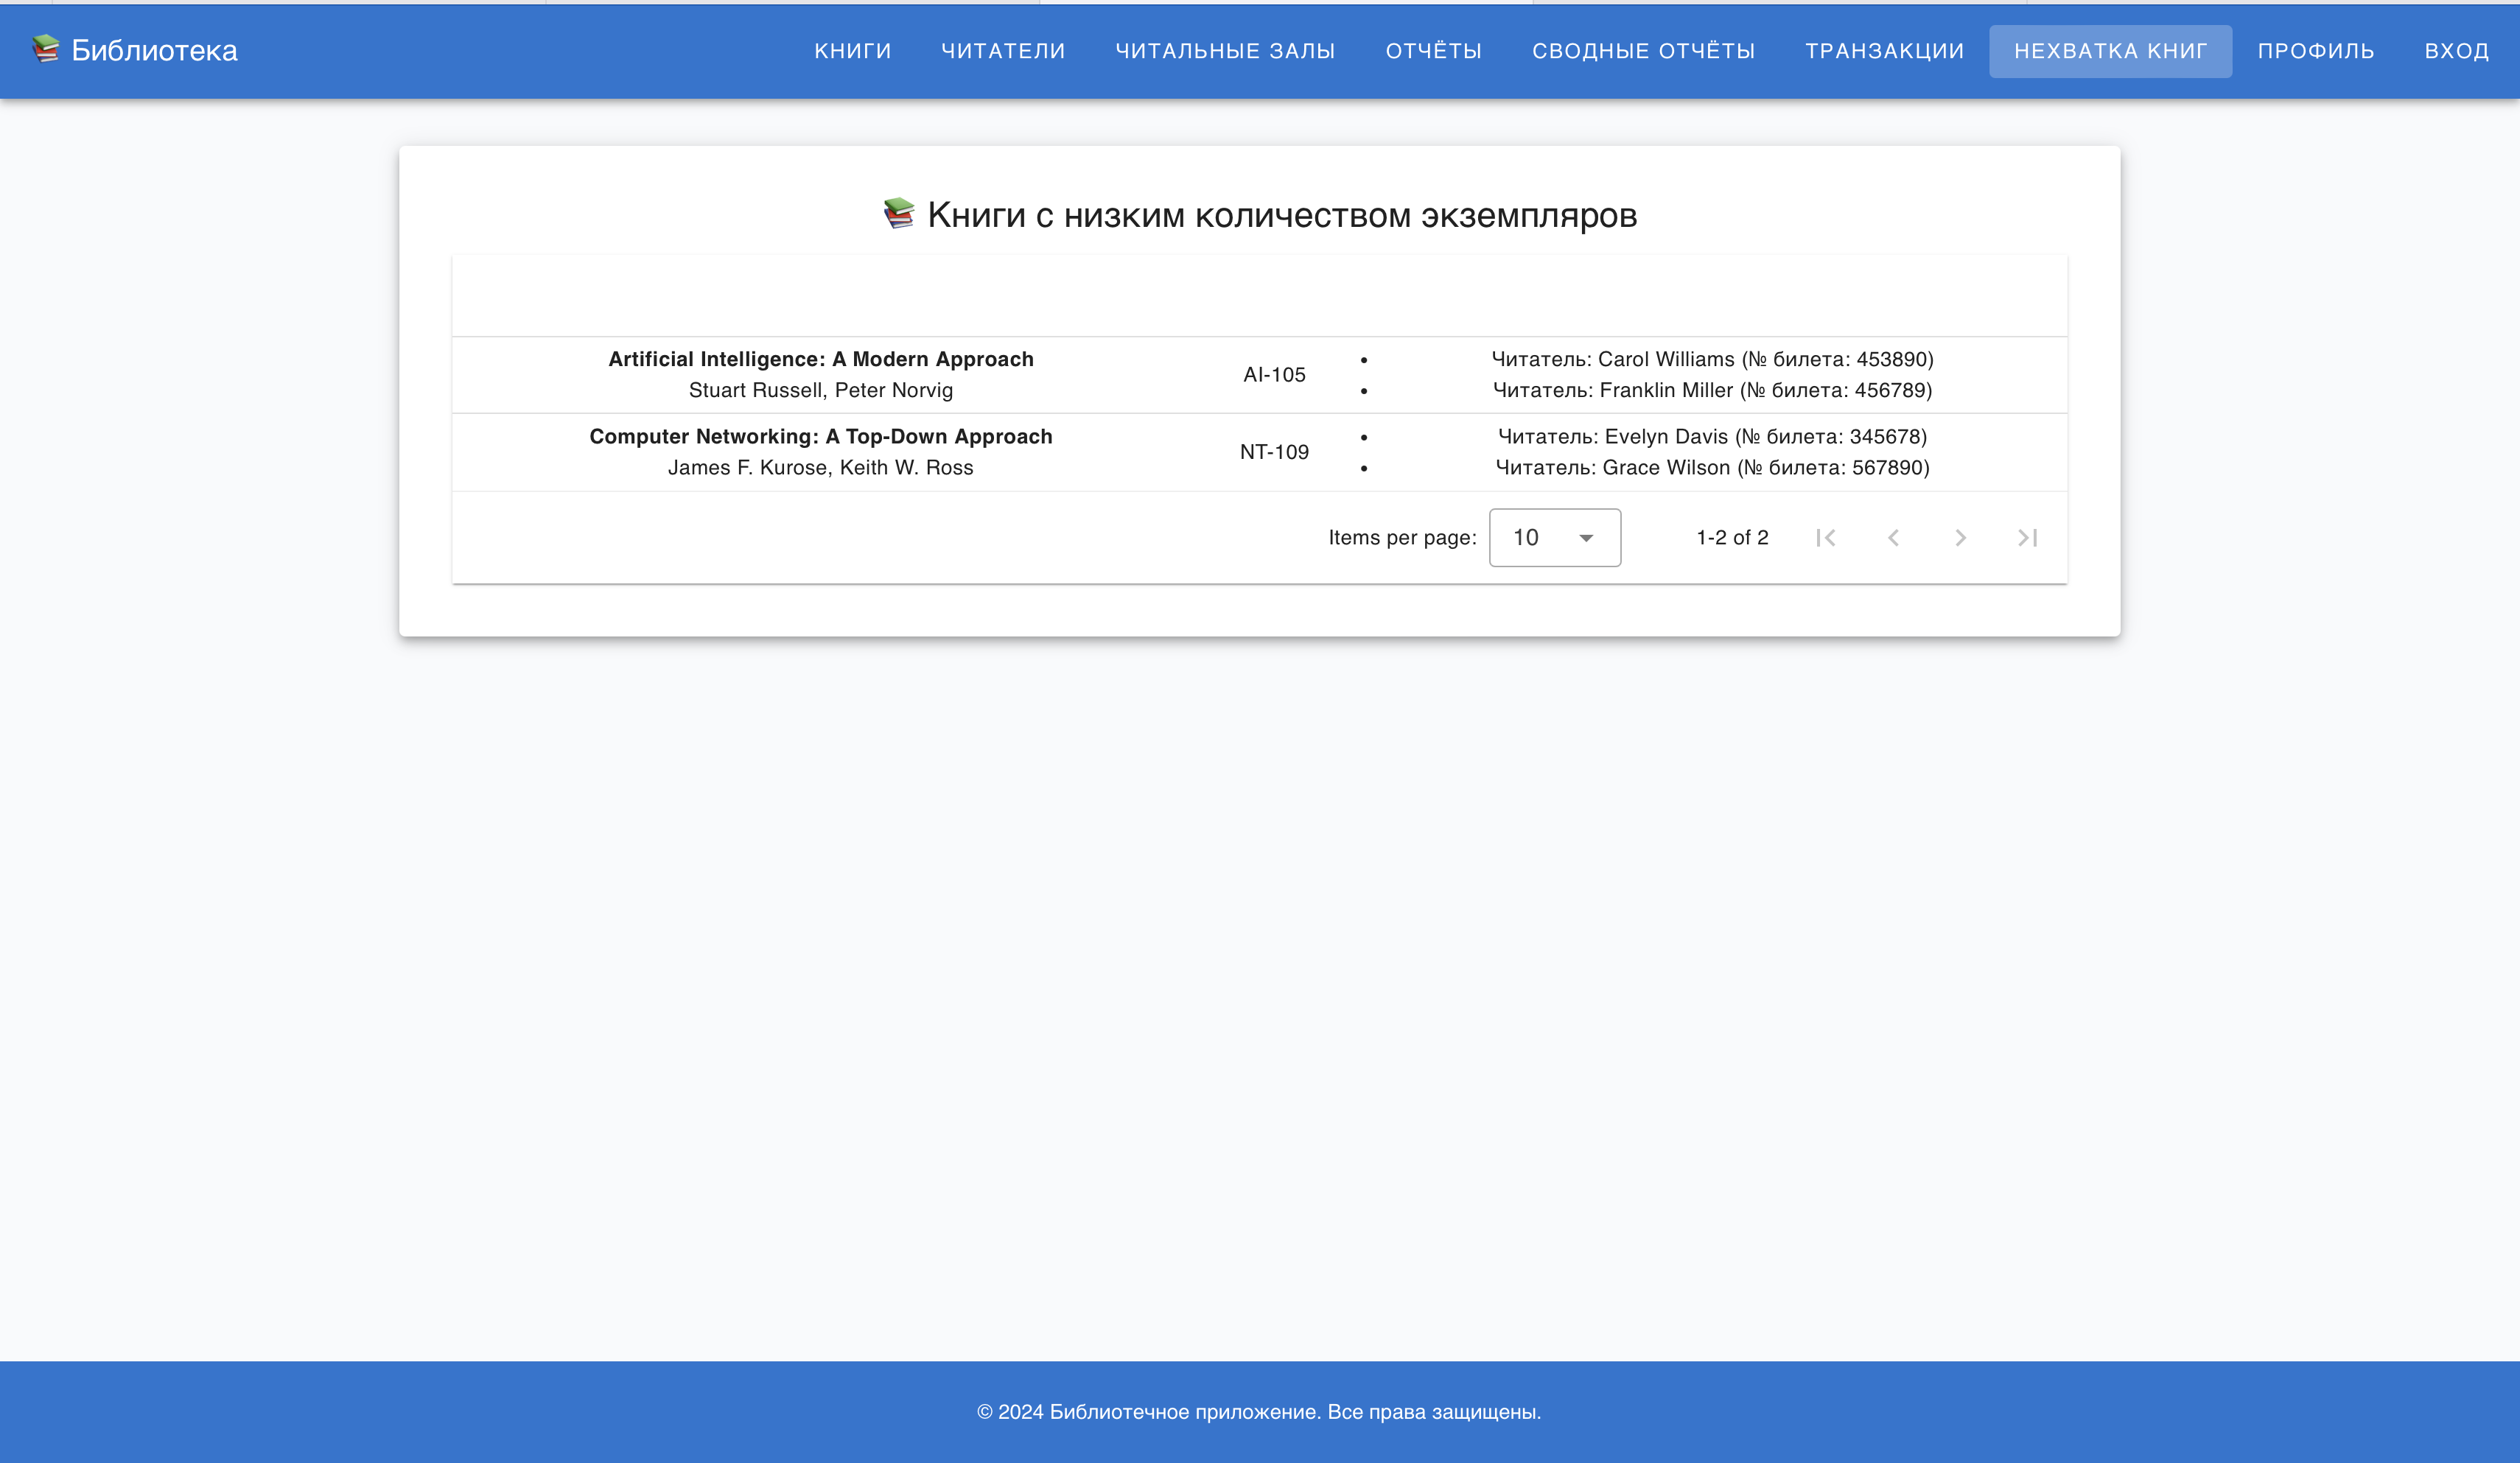 📚 Библиотека
КНИГИ ЧИТАТЕЛИ ЧИТАЛЬНЫЕ ЗАЛЫ ОТЧЁТЫ СВОДНЫЕ ОТЧЁТЫ ТРАНЗАКЦИИ НЕХВАТКА КНИГ ПРОФИЛЬ ВХОД
📚 Книги с низким количеством экземпляров
Artificial Intelligence: A Modern Approach
Stuart Russell, Peter Norvig
AI-105
• Читатель: Carol Williams (№ билета: 453890)
• Читатель: Franklin Miller (№ билета: 456789)
Computer Networking: A Top-Down Approach
James F. Kurose, Keith W. Ross
NT-109
• Читатель: Evelyn Davis (№ билета: 345678)
• Читатель: Grace Wilson (№ билета: 567890)
Items per page: 10 1-2 of 2
© 2024 Библиотечное приложение. Все права защищены.